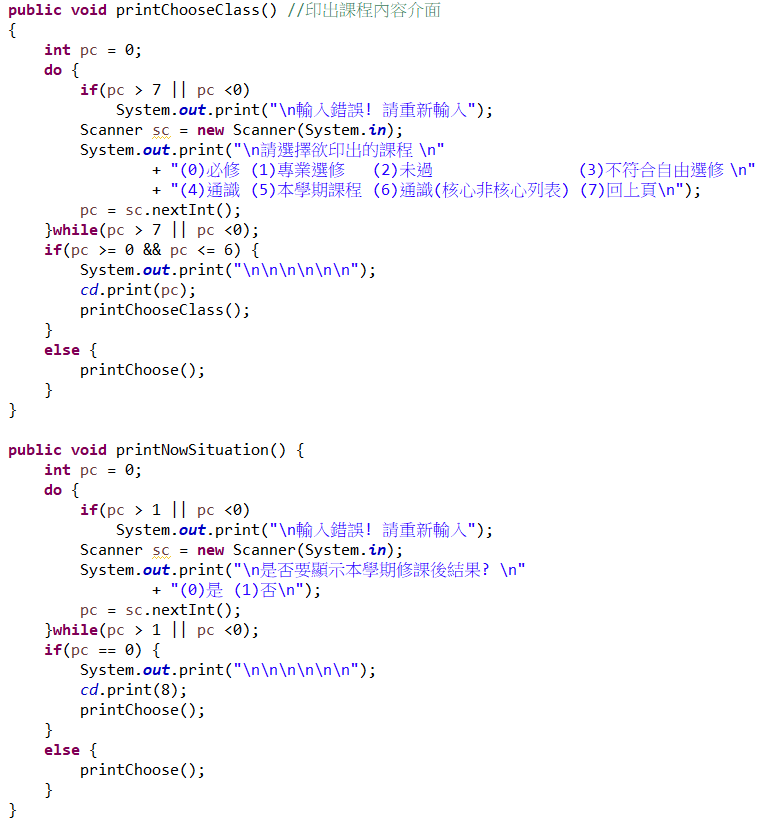 public void printChooseClass() //印出課程內容介面
{
    int pc = 0;
    do {
        if(pc > 7 || pc <0)
            System.out.print("\n輸入錯誤! 請重新輸入");
        Scanner sc = new Scanner(System.in);
        System.out.print("\n請選擇欲印出的課程 \n"
                + "(0)必修 (1)專業選修   (2)未過                (3)不符合自由選修 \n"
                + "(4)通識 (5)本學期課程 (6)通識(核心非核心列表) (7)回上頁\n");
        pc = sc.nextInt();
    }while(pc > 7 || pc <0);
    if(pc >= 0 && pc <= 6) {
        System.out.print("\n\n\n\n\n\n");
        cd.print(pc);
        printChooseClass();
    }
    else {
        printChoose();
    }
}

public void printNowSituation() {
    int pc = 0;
    do {
        if(pc > 1 || pc <0)
            System.out.print("\n輸入錯誤! 請重新輸入");
        Scanner sc = new Scanner(System.in);
        System.out.print("\n是否要顯示本學期修課後結果? \n"
                + "(0)是 (1)否\n");
        pc = sc.nextInt();
    }while(pc > 1 || pc <0);
    if(pc == 0) {
        System.out.print("\n\n\n\n\n\n");
        cd.print(8);
        printChoose();
    }
    else {
        printChoose();
    }
}